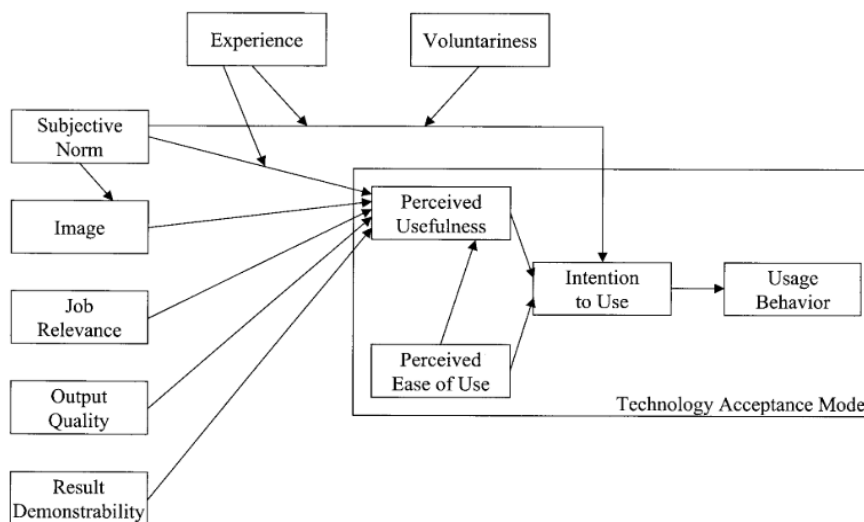 Experience
Voluntariness
Subjective
Norm
Image
Job
Relevance
Output
Quality
Result
Demonstrability
Perceived
Usefulness
Perceived
Ease of Use
Intention
to Use
Usage
Behavior
Technology Acceptance Mode